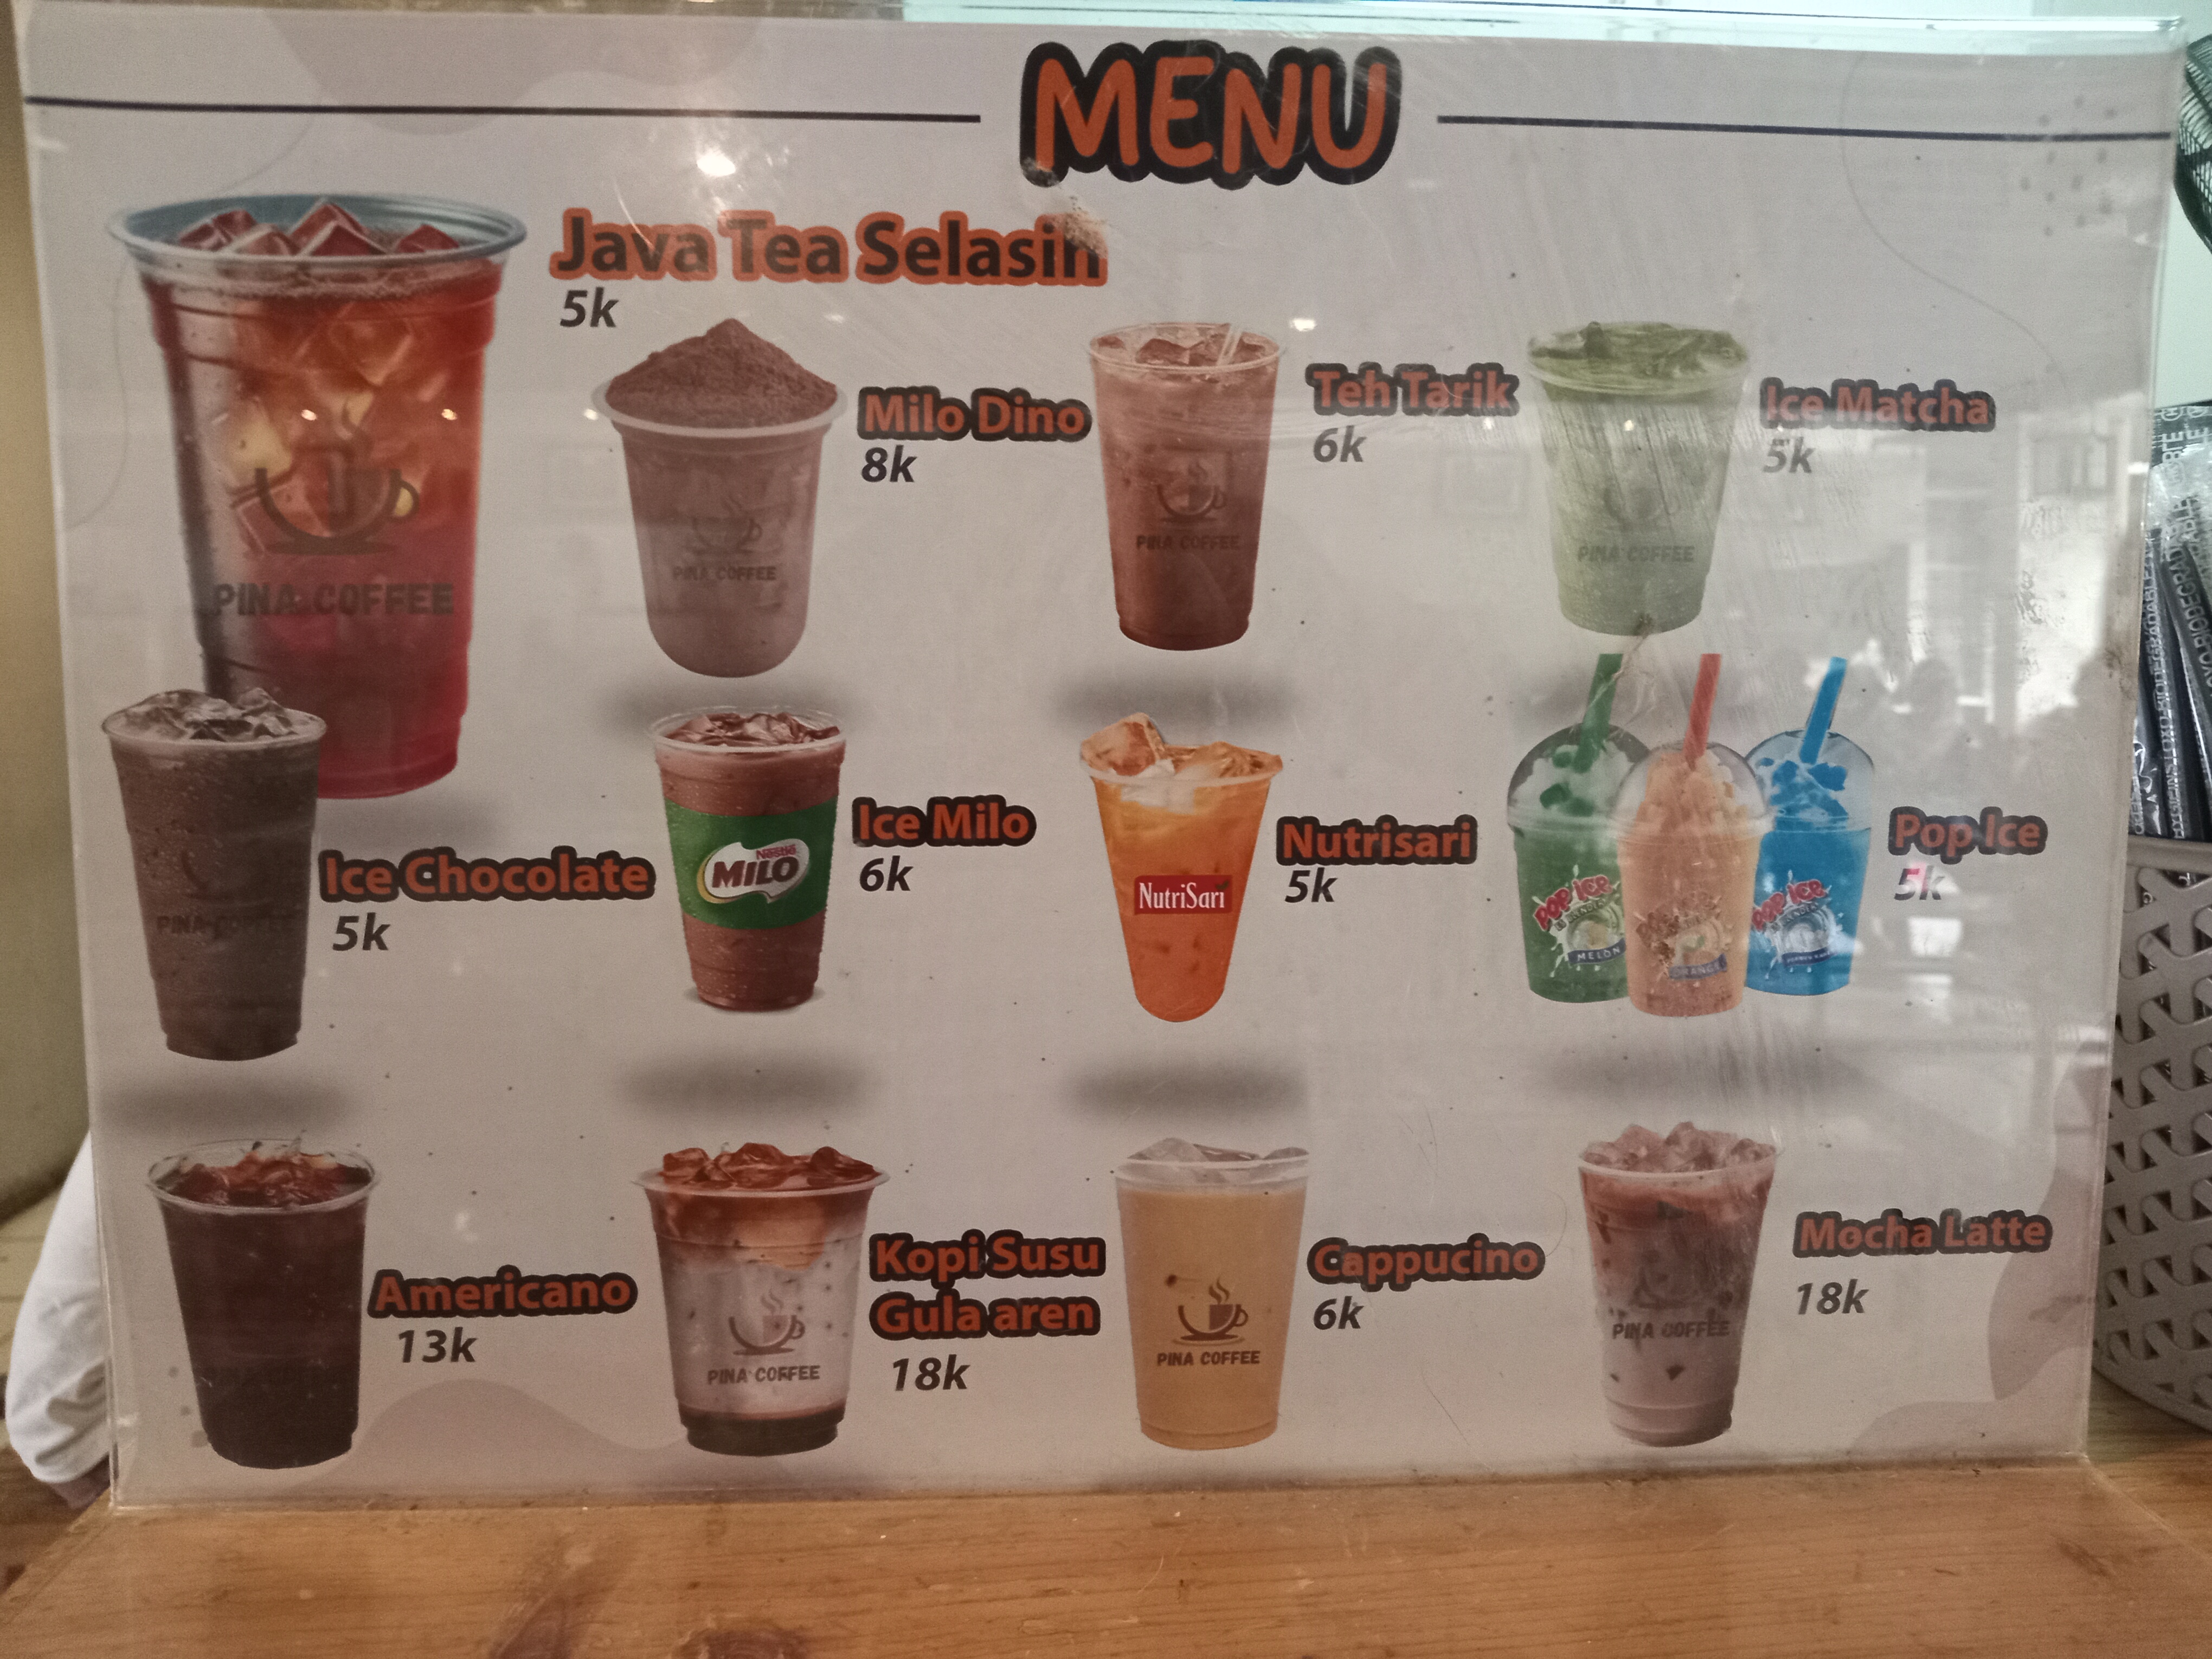 MENU
Java Tea Selasih
5k
PINA COFFEE
Milo Dino
8k
PINA COFFEE
Teh Tarik
6k
PINA COFFEE
Ice Matcha
5k
PINA COFFEE
Ice Chocolate
5k
PINA COFFEE
Ice Milo
6k
Nestlé
MILO
Nutrisari
5k
NutriSari
Pop Ice
5k
POP ICE
MELON
ORANGE
POP ICE
Americano
13k
Kopi Susu
Gula aren
18k
PINA COFFEE
Cappucino
6k
PINA COFFEE
Mocha Latte
18k
PINA COFFEE